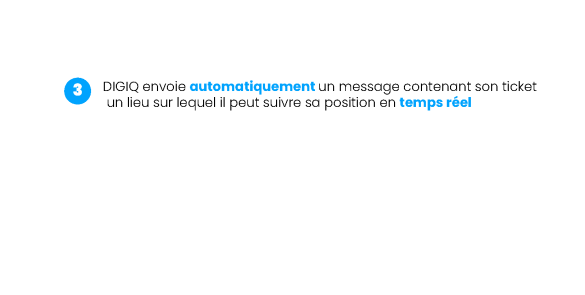 3 DIGIQ envoie automatiquement un message contenant son ticket
un lieu sur lequel il peut suivre sa position en temps réel